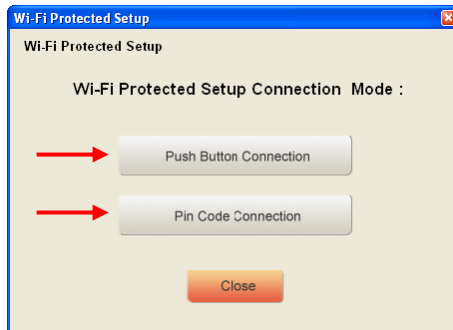 Wi-Fi Protected Setup
Wi-Fi Protected Setup
Wi-Fi Protected Setup Connection Mode :
Push Button Connection
Pin Code Connection
Close